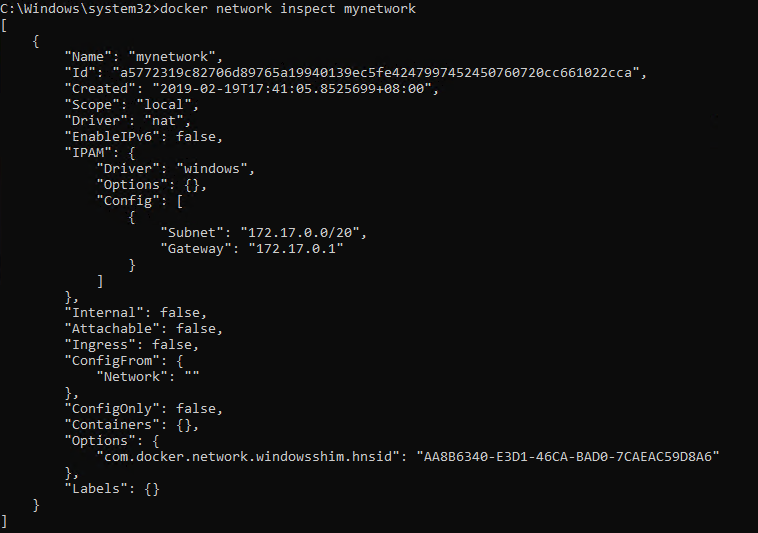 C:\Windows\system32>docker network inspect mynetwork
[
    {
        "Name": "mynetwork",
        "Id": "a5772319c82706d89765a19940139ec5fe4247997452450760720cc661022cca",
        "Created": "2019-02-19T17:41:05.8525699+08:00",
        "Scope": "local",
        "Driver": "nat",
        "EnableIPv6": false,
        "IPAM": {
            "Driver": "windows",
            "Options": {},
            "Config": [
                {
                    "Subnet": "172.17.0.0/20",
                    "Gateway": "172.17.0.1"
                }
            ]
        },
        "Internal": false,
        "Attachable": false,
        "Ingress": false,
        "ConfigFrom": {
            "Network": ""
        },
        "ConfigOnly": false,
        "Containers": {},
        "Options": {
            "com.docker.network.windowsshim.hnsid": "AA8B6340-E3D1-46CA-BAD0-7CAEAC59D8A6"
        },
        "Labels": {}
    }
]